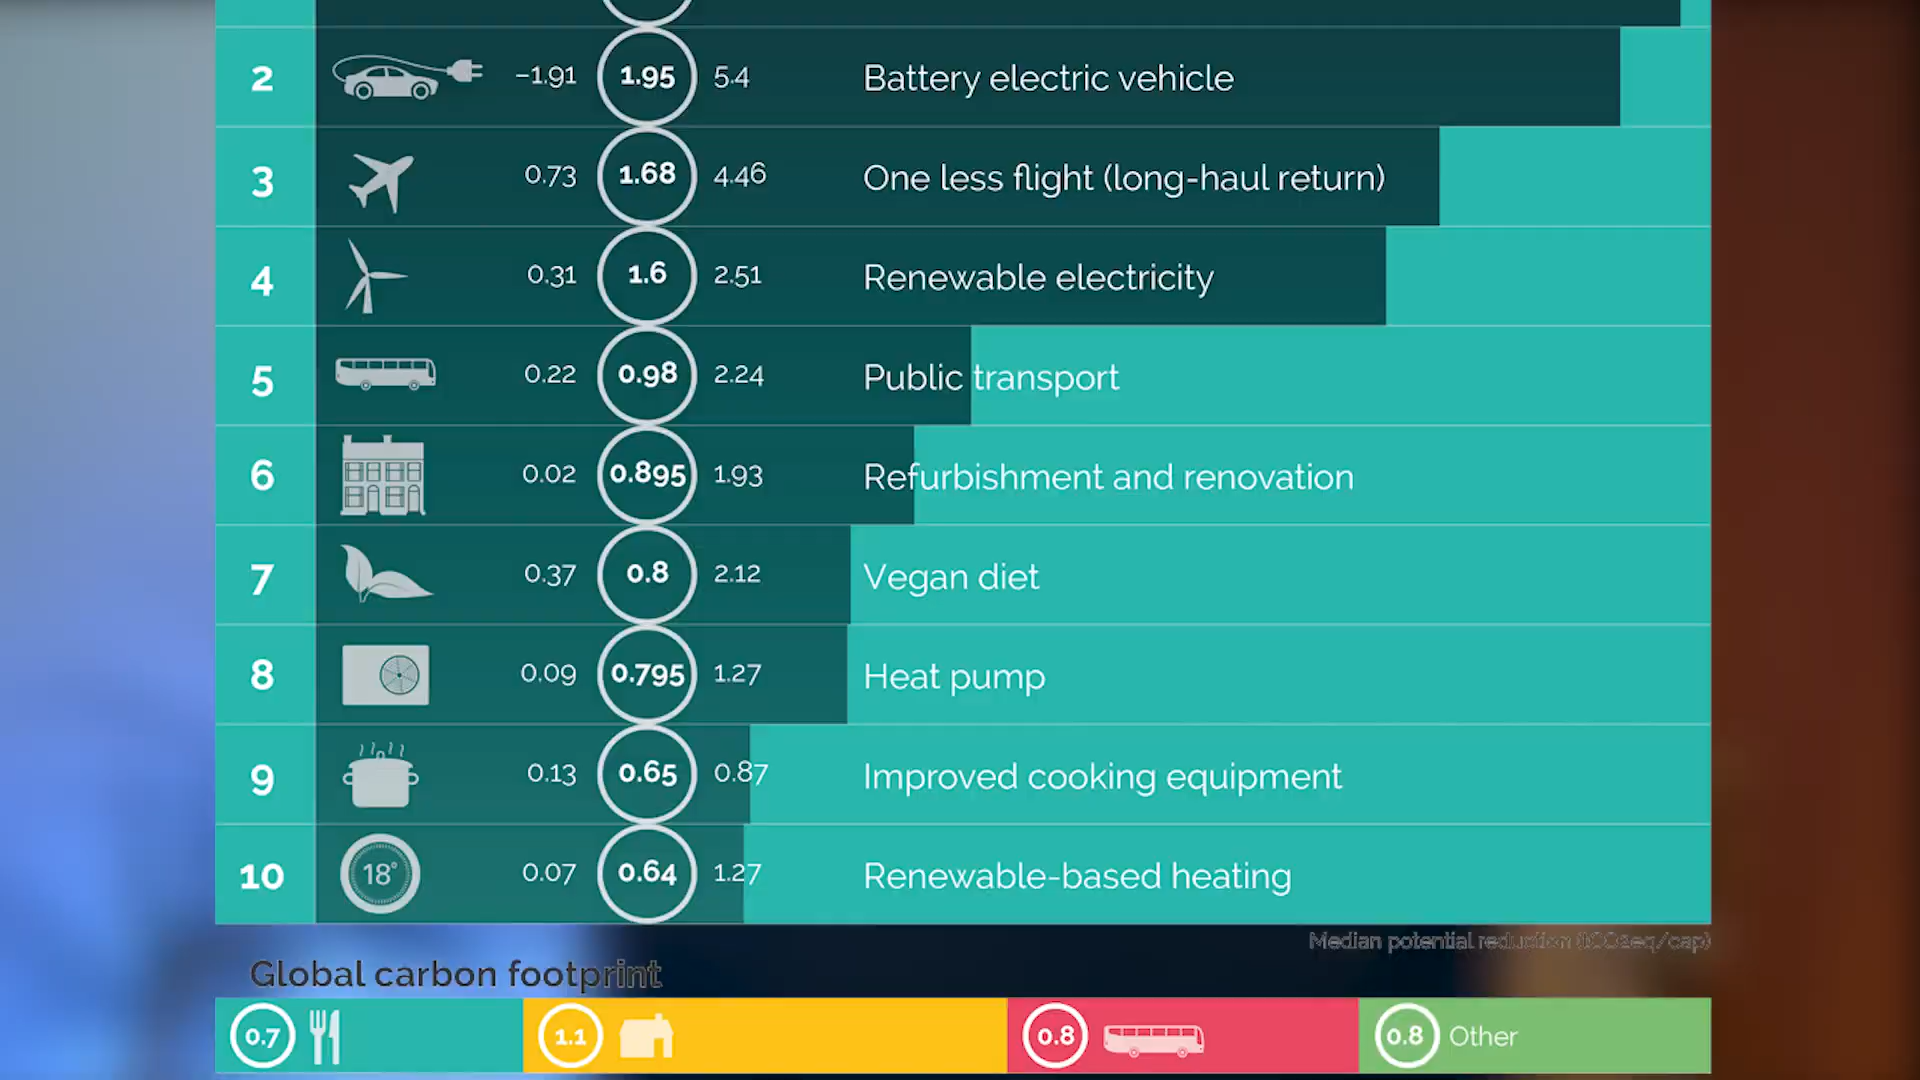 2 −1.91 1.95 5.4 Battery electric vehicle
3 0.73 1.68 4.46 One less flight (long-haul return)
4 0.31 1.6 2.51 Renewable electricity
5 0.22 0.98 2.24 Public transport
6 0.02 0.895 1.93 Refurbishment and renovation
7 0.37 0.8 2.12 Vegan diet
8 0.09 0.795 1.27 Heat pump
9 0.13 0.65 0.87 Improved cooking equipment
10 18° 0.07 0.64 1.27 Renewable-based heating
Median potential reduction (tCO2eq/cap)
Global carbon footprint
0.7 1.1 0.8 0.8 Other